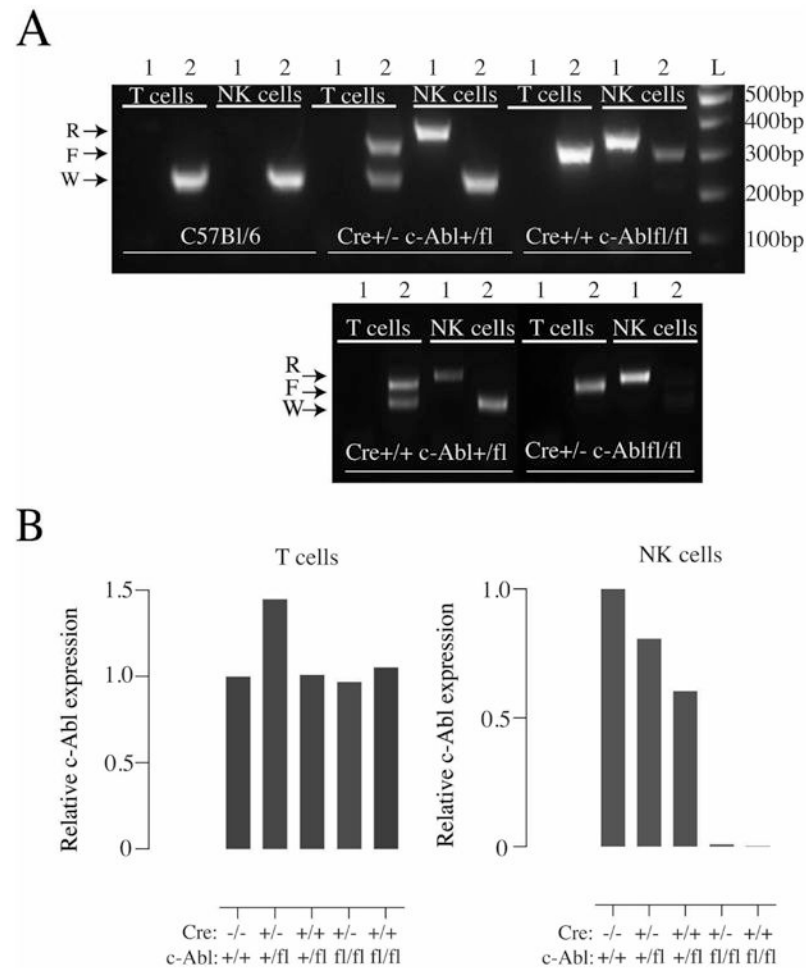 A
1 2 1 2 1 2 1 2 1 2 1 2 L
T cells NK cells T cells NK cells T cells NK cells
500bp
400bp
300bp
200bp
100bp
R
F
W
C57Bl/6 Cre+/- c-Abl+/fl Cre+/+ c-Ablfl/fl
1 2 1 2 1 2 1 2
T cells NK cells T cells NK cells
R
F
W
Cre+/+ c-Abl+/fl Cre+/- c-Ablfl/fl
B
T cells
Relative c-Abl expression
1.5
1.0
0.5
0
NK cells
Relative c-Abl expression
1.0
0.5
0
Cre: -/- +/- +/+ +/- +/+
c-Abl: +/+ +/fl +/fl fl/fl fl/fl
-/- +/- +/+ +/- +/+
+/+ +/fl +/fl fl/fl fl/fl